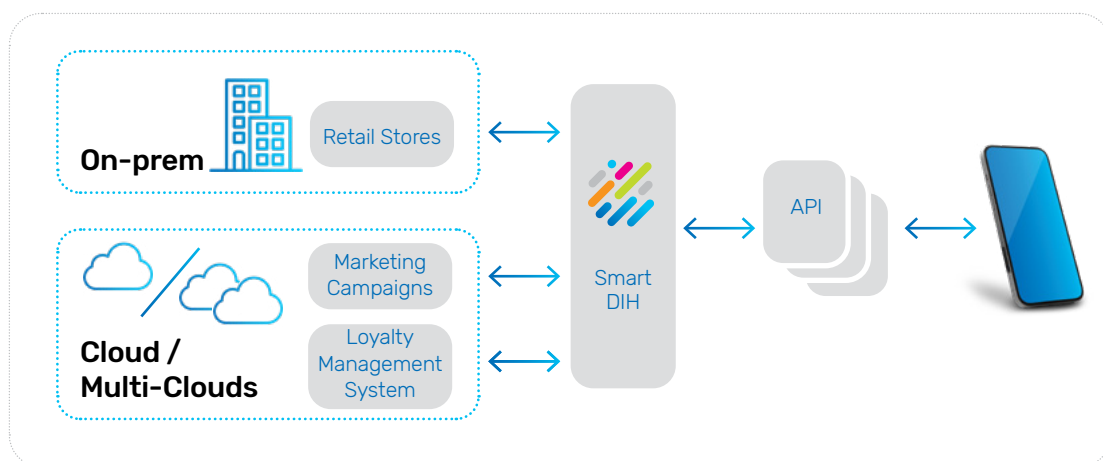 On-prem
Retail Stores
Cloud /
Multi-Clouds
Marketing
Campaigns
Loyalty
Management
System
Smart
DIH
API